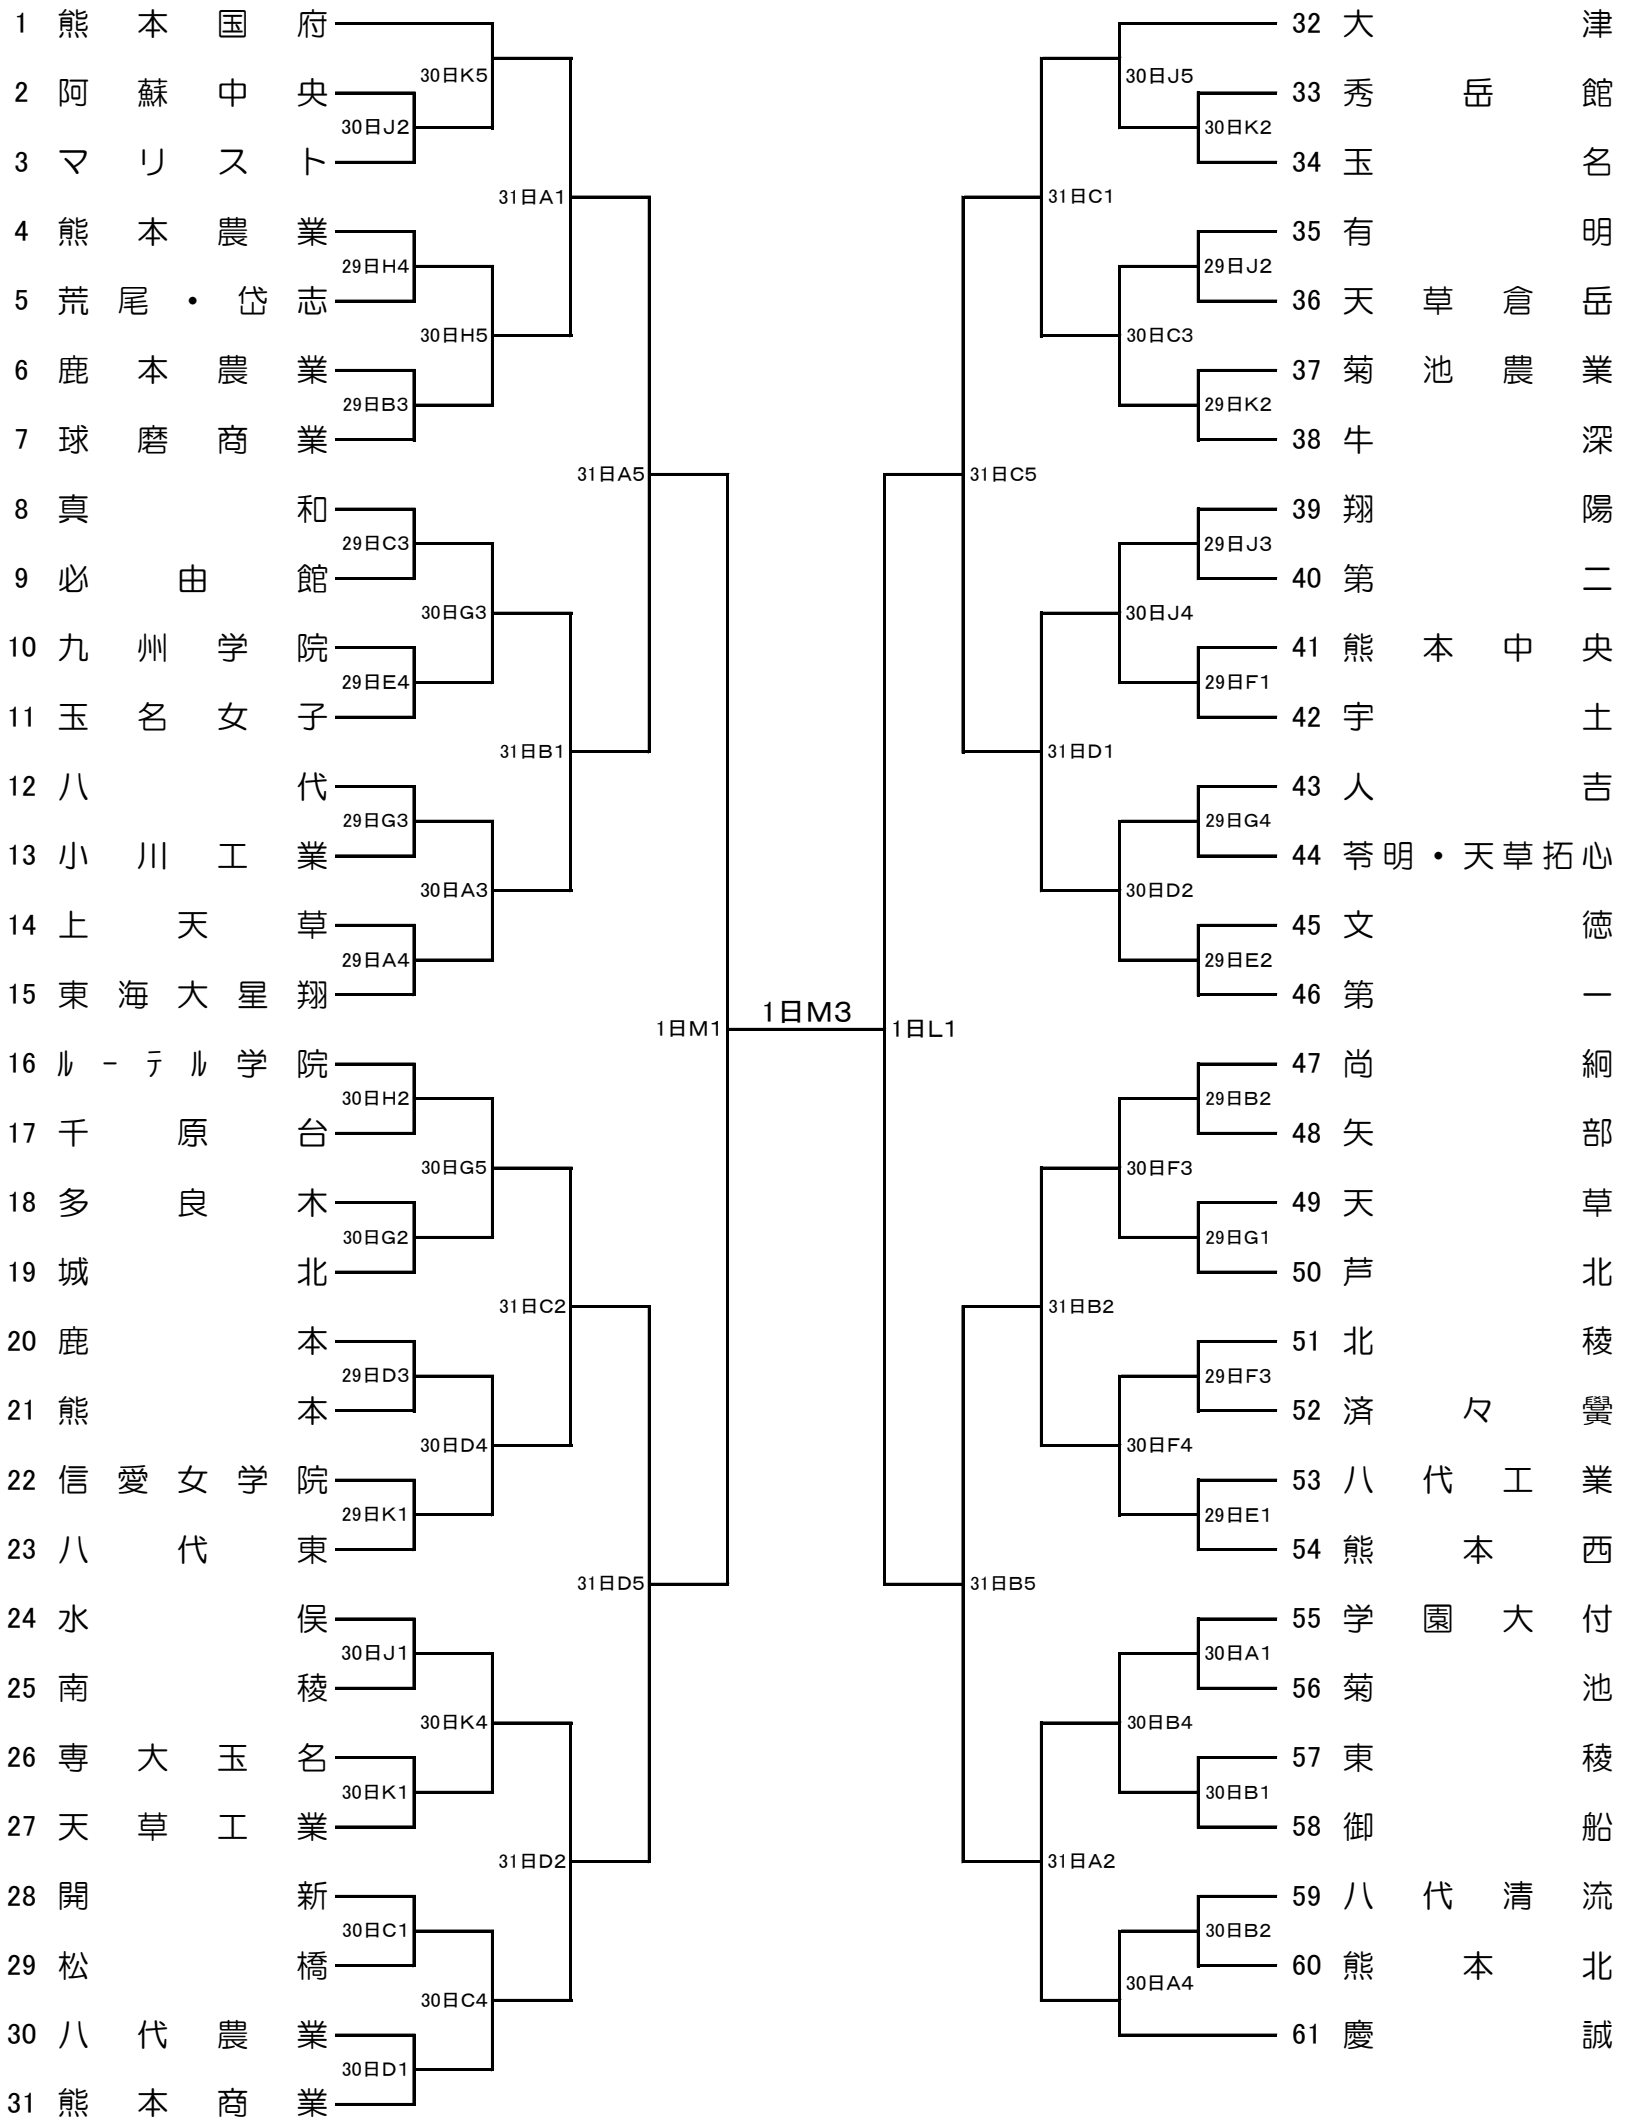 1 熊本国府
30日K5
2 阿蘇中央
30日J2
3 マリスト
31日A1
4 熊本農業
29日H4
5 荒尾・岱志
30日H5
6 鹿本農業
29日B3
7 球磨商業
31日A5
8 真和
29日C3
9 必由館
30日G3
10 九州学院
29日E4
11 玉名女子
31日B1
12 八代
29日G3
13 小川工業
30日A3
14 上天草
29日A4
15 東海大星翔
1日M1
16 ﾙｰﾃﾙ学院
30日H2
17 千原台
30日G5
18 多良木
30日G2
19 城北
31日C2
20 鹿本
29日D3
21 熊本
30日D4
22 信愛女学院
29日K1
23 八代東
31日D5
24 水俣
30日J1
25 南稜
30日K4
26 専大玉名
30日K1
27 天草工業
31日D2
28 開新
30日C1
29 松橋
30日C4
30 八代農業
30日D1
31 熊本商業
1日M3
32 大津
30日J5
33 秀岳館
30日K2
34 玉名
31日C1
35 有明
29日J2
36 天草倉岳
30日C3
37 菊池農業
29日K2
38 牛深
31日C5
39 翔陽
29日J3
40 第二
30日J4
41 熊本中央
29日F1
42 宇土
31日D1
43 人吉
29日G4
44 苓明・天草拓心
30日D2
45 文徳
29日E2
46 第一
1日L1
47 尚絅
29日B2
48 矢部
30日F3
49 天草
29日G1
50 芦北
31日B2
51 北稜
29日F3
52 済々黌
30日F4
53 八代工業
29日E1
54 熊本西
31日B5
55 学園大付
30日A1
56 菊池
30日B4
57 東稜
30日B1
58 御船
31日A2
59 八代清流
30日B2
60 熊本北
30日A4
61 慶誠